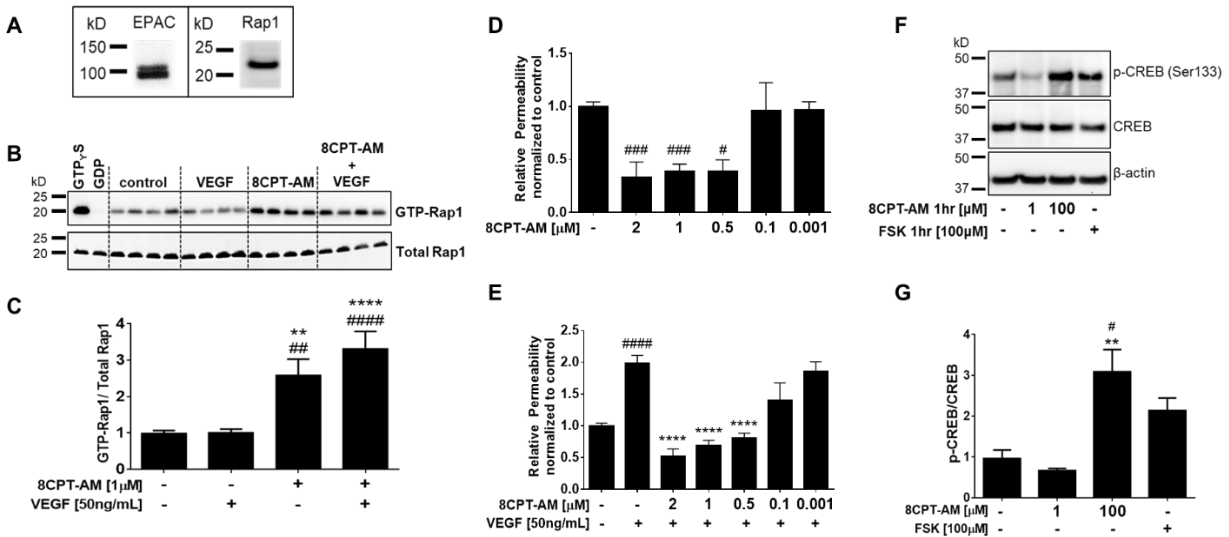 A
kD EPAC
150
100
kD Rap1
25
20
B
GTPγS
GDP
control
VEGF
8CPT-AM
8CPT-AM
+
VEGF
kD
25
20
GTP-Rap1
25
20
Total Rap1
C
GTP-Rap1/ Total Rap1
4
3
2
1
0
**
##
****
####
8CPT-AM [1μM] - - + +
VEGF [50ng/mL] - + - +
D
Relative Permeability
normalized to control
1.5
1.0
0.5
0.0
### ### #
8CPT-AM [μM] - 2 1 0.5 0.1 0.001
E
Relative Permeability
normalized to control
2.5
2.0
1.5
1.0
0.5
0.0
####
**** **** ****
8CPT-AM - - 2 1 0.5 0.1 0.001
[μM]
VEGF [50ng/mL] - + + + + + +
F
kD
50
37
p-CREB (Ser133)
50
37
CREB
50
37
β-actin
8CPT-AM 1hr [μM] - 1 100 -
FSK 1hr [100μM] - - - +
G
p-CREB/CREB
4
3
2
1
0
#
**
8CPT-AM [μM] - 1 100 -
FSK [100μM] - - - +